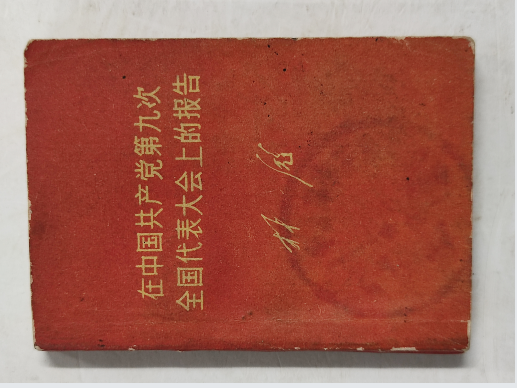 在中国共产党第九次
全国代表大会上的报告
林彪